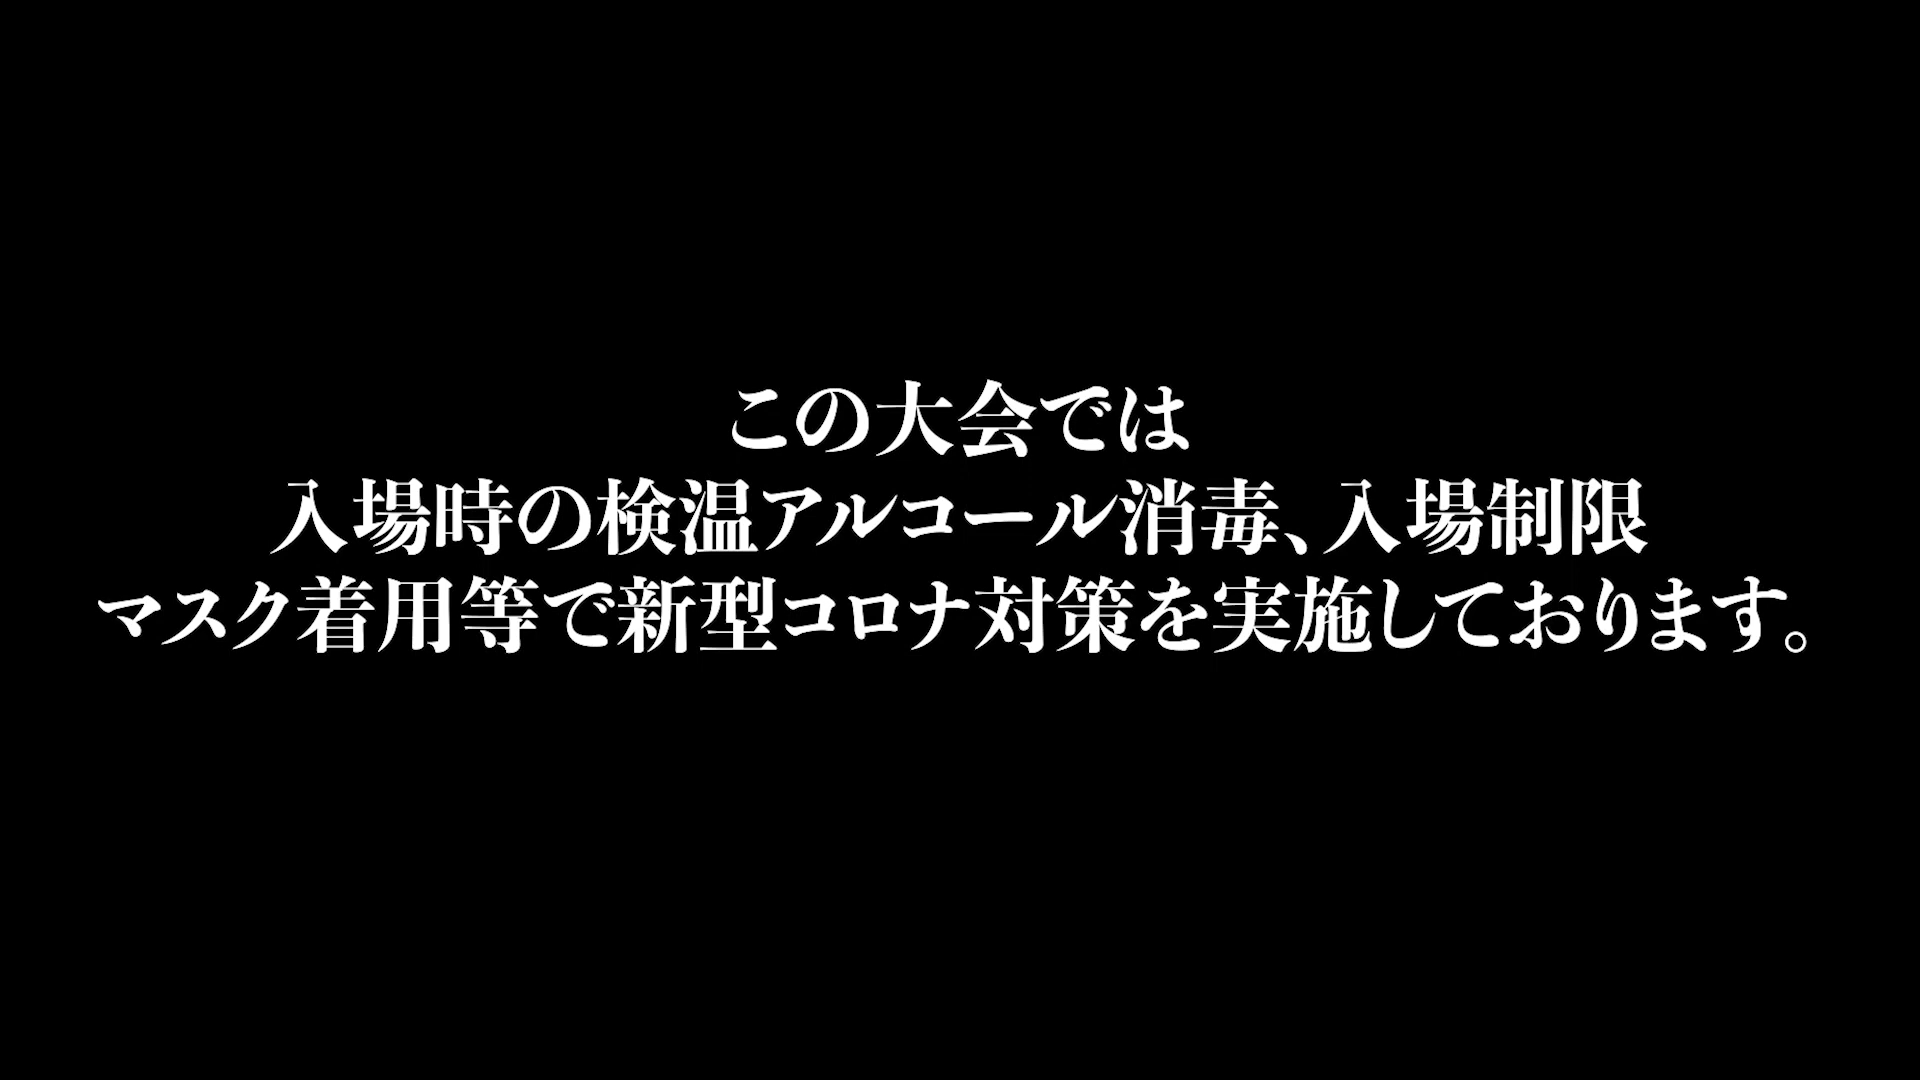 この大会では
入場時の検温アルコール消毒、入場制限
マスク着用等で新型コロナ対策を実施しております。